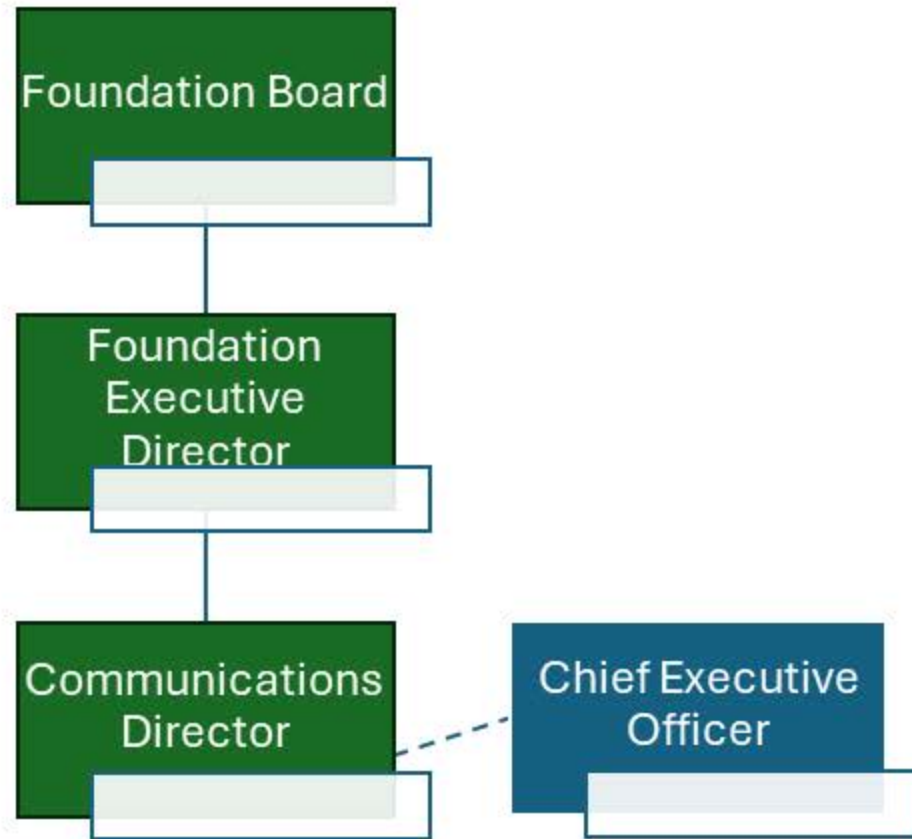 Foundation Board
Foundation
Executive
Director
Communications
Director
Chief Executive
Officer